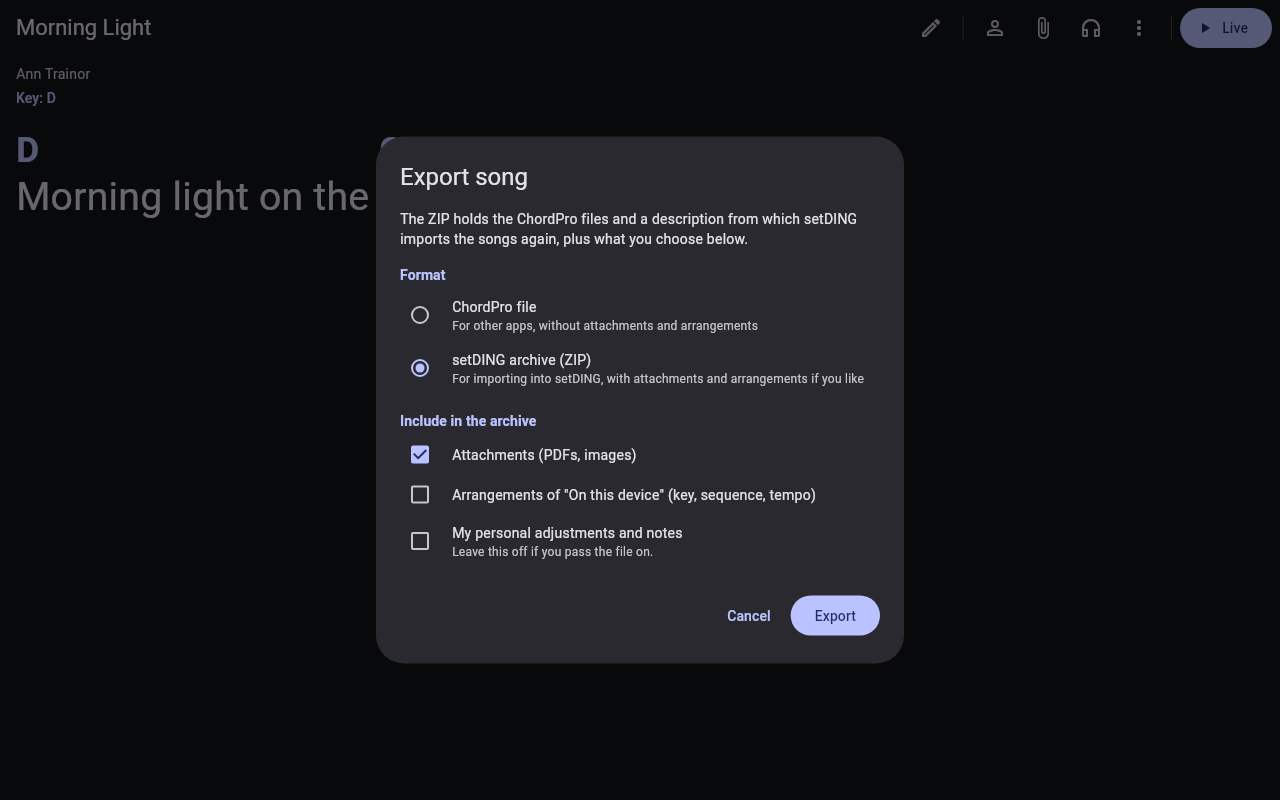 Morning Light
Live
Ann Trainor
Key: D
D
Morning light on the
Export song
The ZIP holds the ChordPro files and a description from which setDING
imports the songs again, plus what you choose below.
Format
ChordPro file
For other apps, without attachments and arrangements
setDING archive (ZIP)
For importing into setDING, with attachments and arrangements if you like
Include in the archive
Attachments (PDFs, images)
Arrangements of "On this device" (key, sequence, tempo)
My personal adjustments and notes
Leave this off if you pass the file on.
Cancel
Export